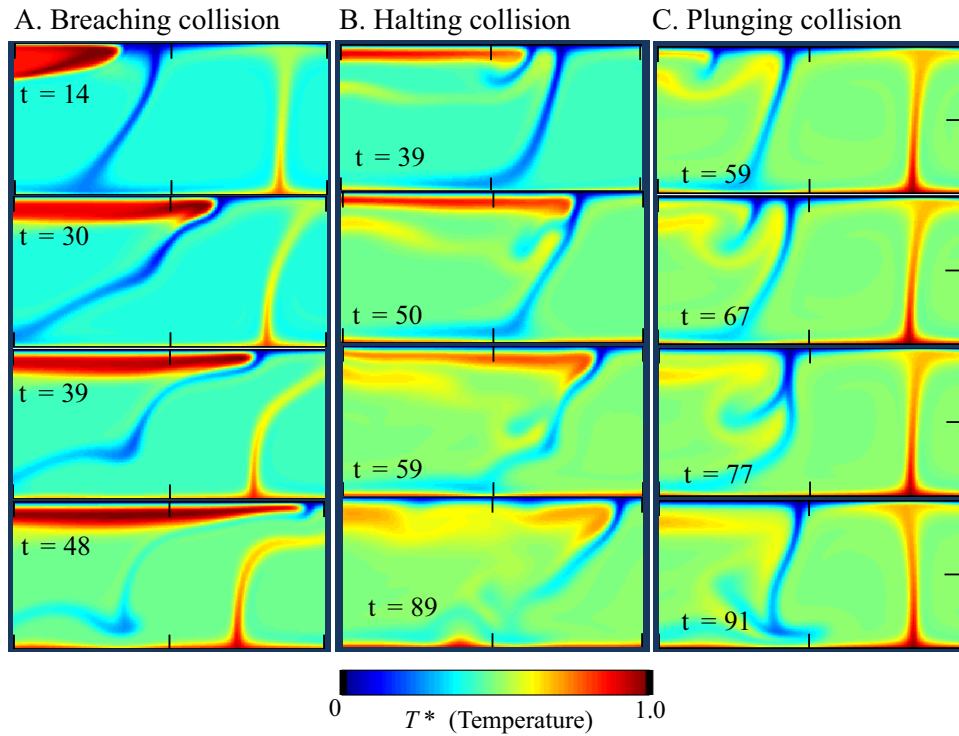 A. Breaching collision
t = 14
t = 30
t = 39
t = 48
B. Halting collision
t = 39
t = 50
t = 59
t = 89
C. Plunging collision
t = 59
t = 67
t = 77
t = 91
0 1.0
T* (Temperature)